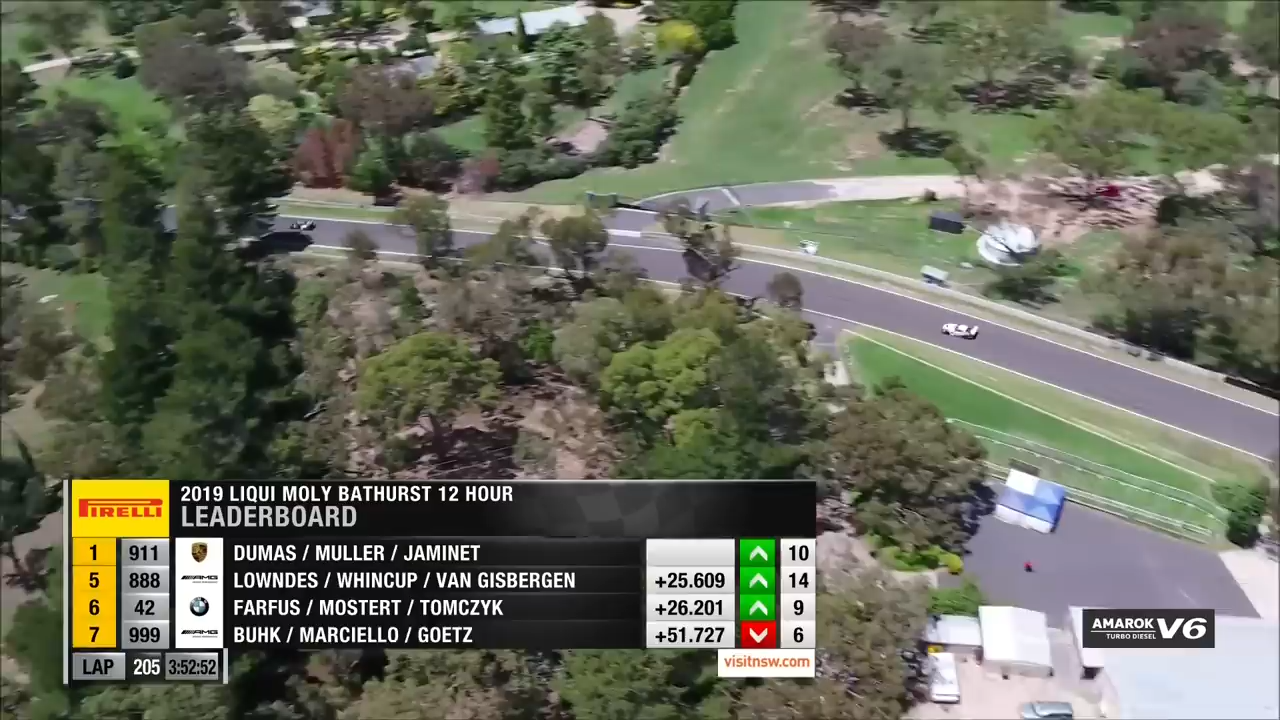 PIRELLI
2019 LIQUI MOLY BATHURST 12 HOUR
LEADERBOARD
1 911 DUMAS / MULLER / JAMINET 10
5 888 AMG LOWNDES / WHINCUP / VAN GISBERGEN +25.609 14
6 42 FARFUS / MOSTERT / TOMCZYK +26.201 9
7 999 AMG BUHK / MARCIELLO / GOETZ +51.727 6
LAP 205 3:52:52
visitnsw.com
AMAROK V6
TURBO DIESEL